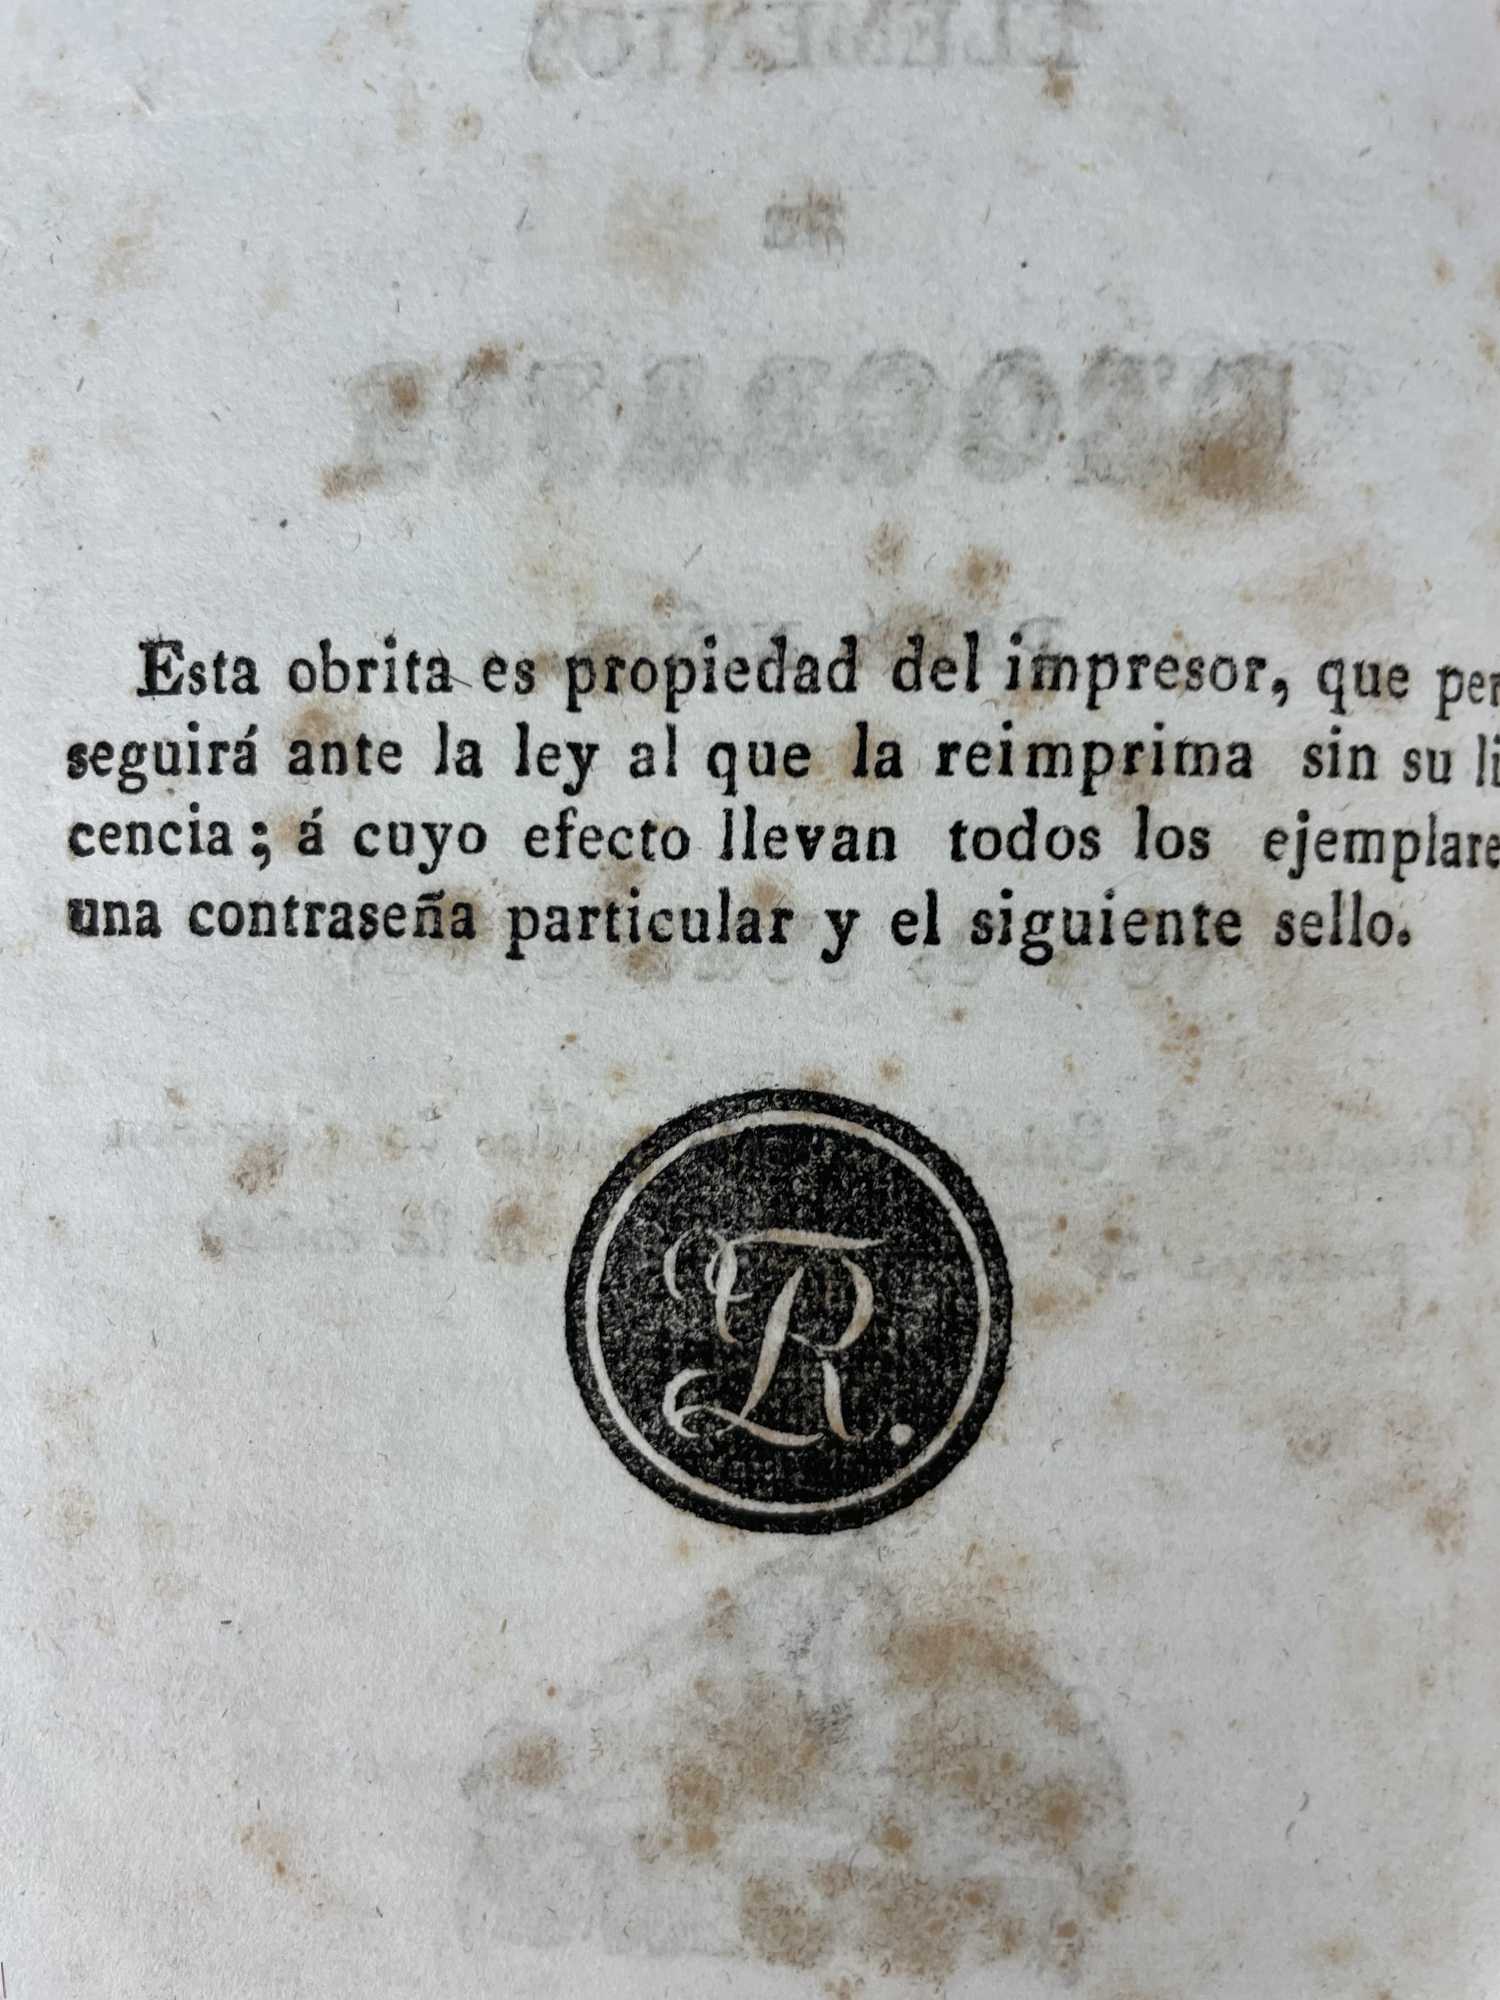 Esta obrita es propiedad del impresor, que per
seguirá ante la ley al que la reimprima sin su li
cencia; á cuyo efecto llevan todos los ejemplare
una contraseña particular y el siguiente sello.
R.